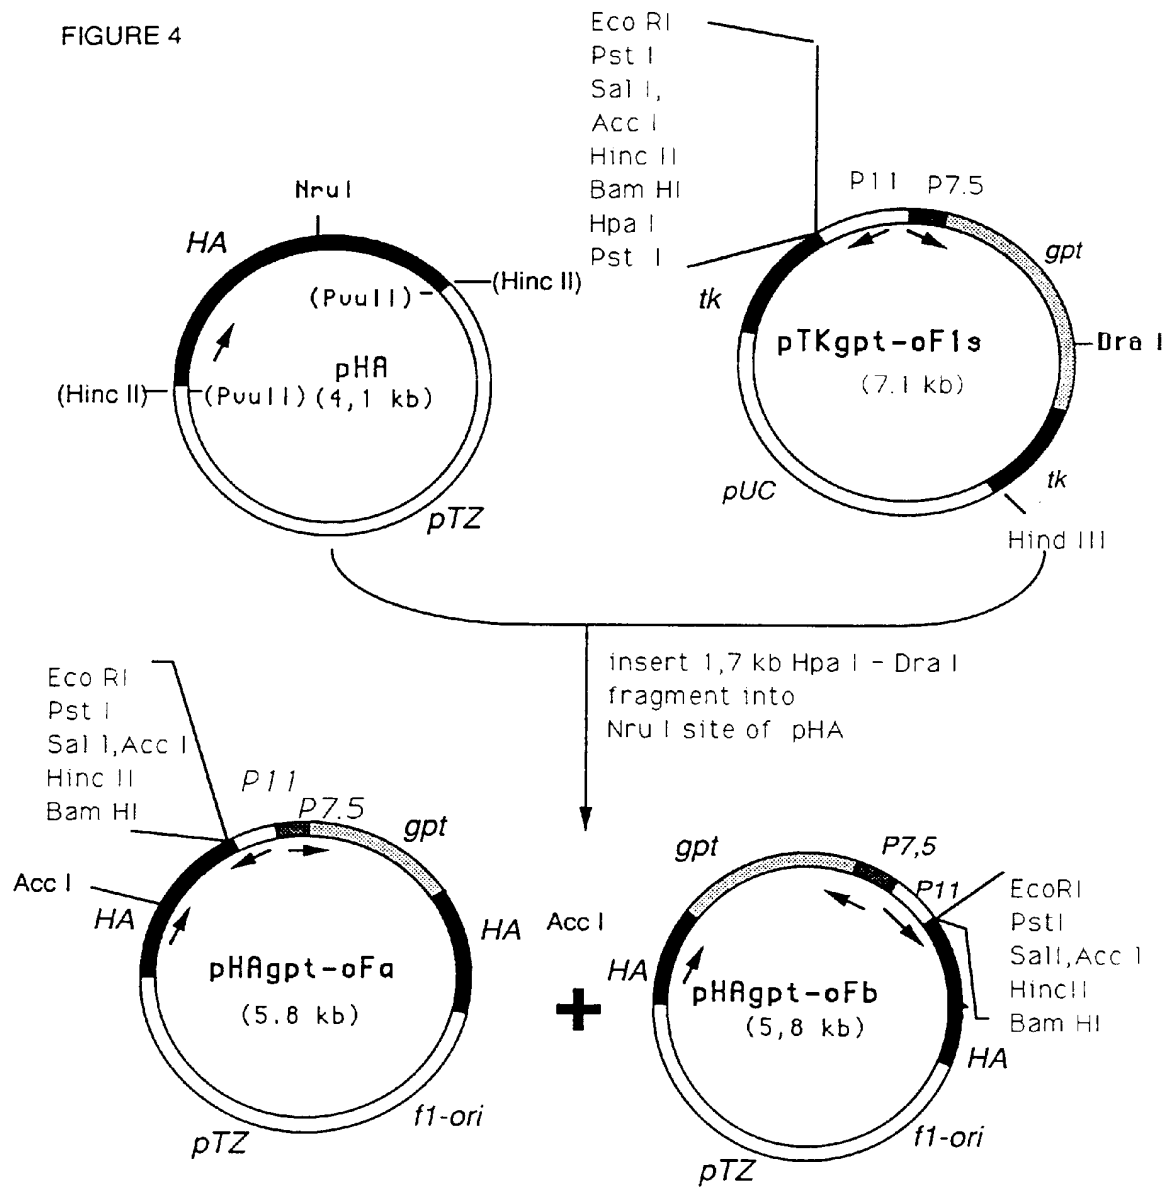 FIGURE 4
Eco RI
Pst I
Sal I,
Acc I
Hinc II
Bam HI
Hpa I
Pst I
P11
P7.5
gpt
tk
Dra I
pTKgpt-oF1s
(7.1 kb)
pUC
tk
Hind III
Nru I
HA
(Hinc II)
(Pvu II)
pHA
(Hinc II)
(Pvu II)
(4,1 kb)
pTZ
insert 1,7 kb Hpa I - Dra I
fragment into
Nru I site of pHA
Eco RI
Pst I
Sal I,Acc I
Hinc II
Bam HI
P11
P7.5
gpt
Acc I
HA
HA
pHAgpt-oFa
(5.8 kb)
f1-ori
pTZ
+
gpt
P7,5
P11
EcoRI
PstI
SalI,Acc I
HincII
Bam HI
Acc I
HA
pHAgpt-oFb
(5,8 kb)
HA
f1-ori
pTZ